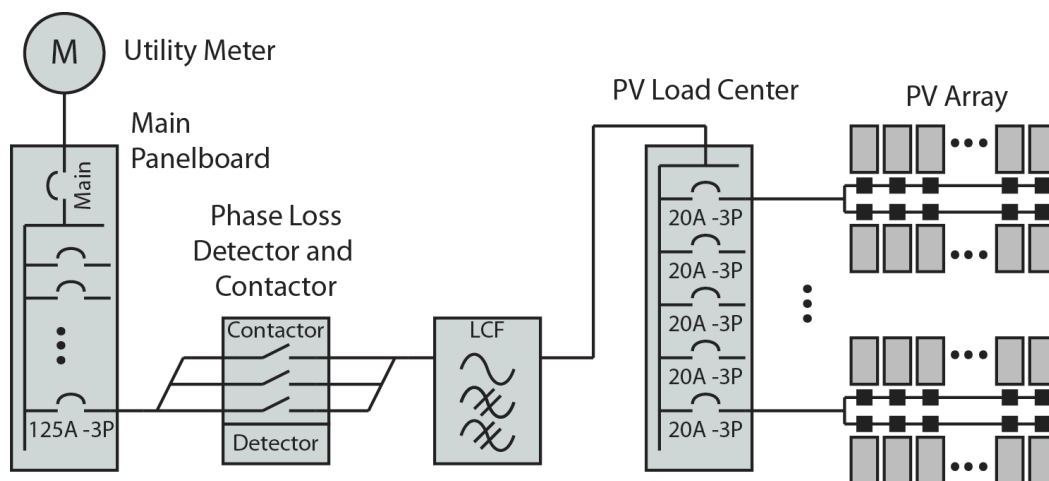 M
Utility Meter
Main
Panelboard
Main
125A -3P
Phase Loss
Detector and
Contactor
Contactor
Detector
LCF
PV Load Center
20A -3P
20A -3P
20A -3P
20A -3P
20A -3P
PV Array